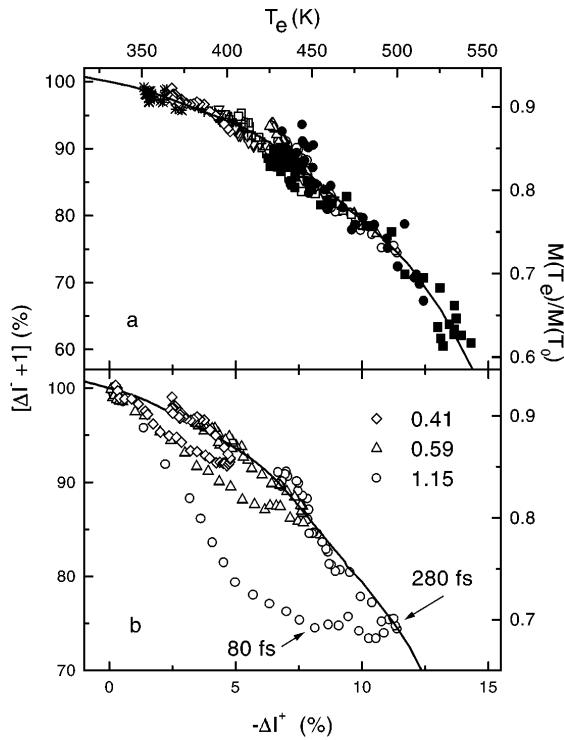 T_e (K)
350 400 450 500 550
100
90
80
70
60
0.9
0.8
0.7
0.6
a
[ΔI⁻ +1] (%)
M(T_e)/M(T_0)
100
90
80
70
0.9
0.8
0.7
0.41
0.59
1.15
280 fs
80 fs
b
0 5 10 15
-ΔI⁺ (%)